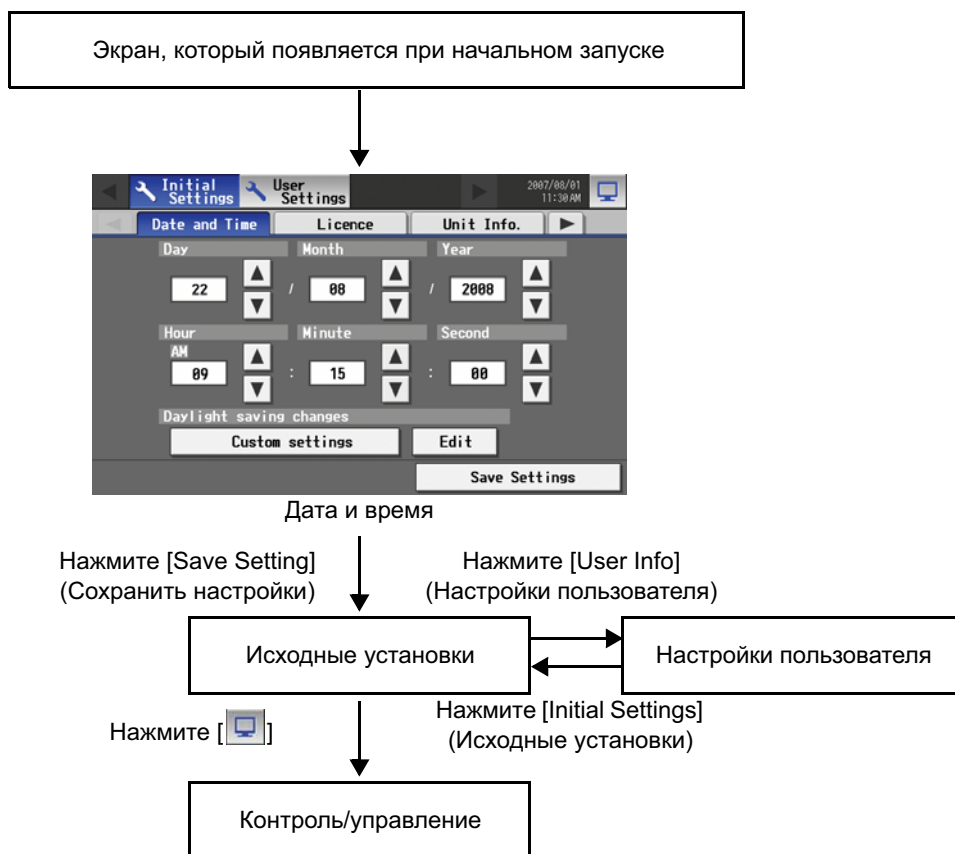 Экран, который появляется при начальном запуске
Initial Settings
User Settings
2007/08/01
11:30 AM
Date and Time
Licence
Unit Info.
Day
Month
Year
22
/
08
/
2008
Hour
Minute
Second
AM
09
:
15
:
00
Daylight saving changes
Custom settings
Edit
Save Settings
Дата и время
Нажмите [Save Setting]
(Сохранить настройки)
Нажмите [User Info]
(Настройки пользователя)
Исходные установки
Настройки пользователя
Нажмите [ ]
Нажмите [Initial Settings]
(Исходные установки)
Контроль/управление